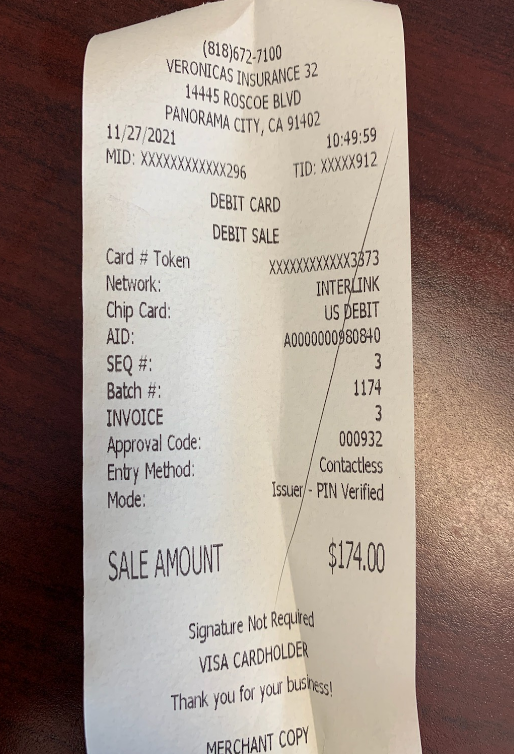 (818)672-7100
VERONICAS INSURANCE 32
14445 ROSCOE BLVD
PANORAMA CITY, CA 91402
11/27/2021 10:49:59
MID: XXXXXXXXXXXX296 TID: XXXXX912
DEBIT CARD
DEBIT SALE
Card # Token XXXXXXXXXXXX3373
Network: INTERLINK
Chip Card: US DEBIT
AID: A0000000980840
SEQ #: 3
Batch #: 1174
INVOICE 3
Approval Code: 000932
Entry Method: Contactless
Mode: Issuer - PIN Verified
SALE AMOUNT $174.00
Signature Not Required
VISA CARDHOLDER
Thank you for your business!
MERCHANT COPY